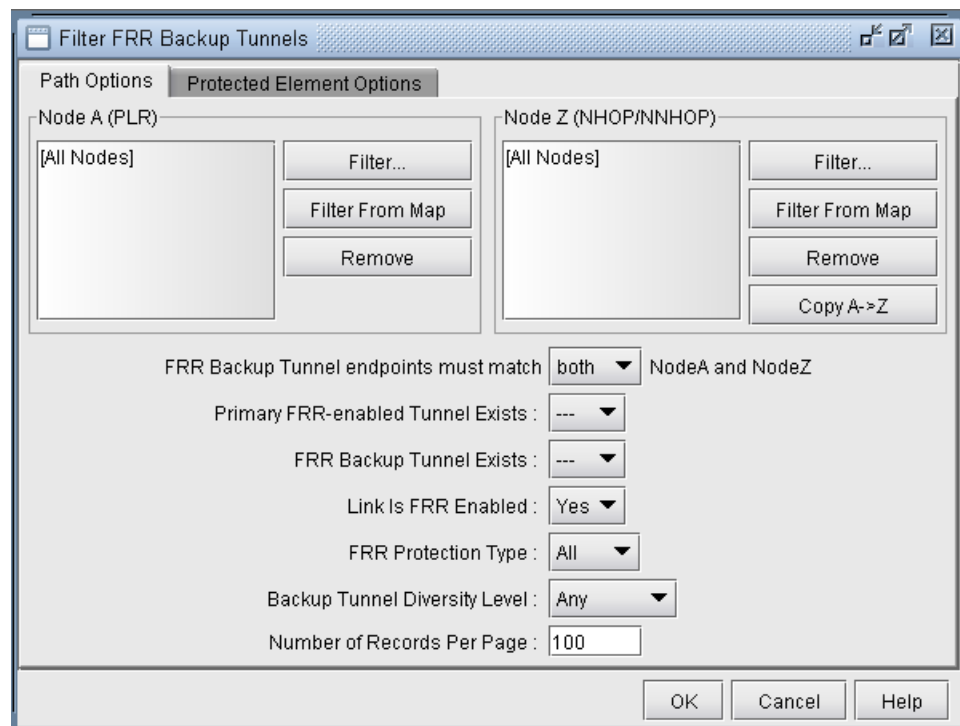 Filter FRR Backup Tunnels
Path Options
Protected Element Options
Node A (PLR)
[All Nodes]
Filter...
Filter From Map
Remove
Node Z (NHOP/NNHOP)
[All Nodes]
Filter...
Filter From Map
Remove
Copy A->Z
FRR Backup Tunnel endpoints must match both NodeA and NodeZ
Primary FRR-enabled Tunnel Exists : ---
FRR Backup Tunnel Exists : ---
Link Is FRR Enabled : Yes
FRR Protection Type : All
Backup Tunnel Diversity Level : Any
Number of Records Per Page : 100
OK
Cancel
Help